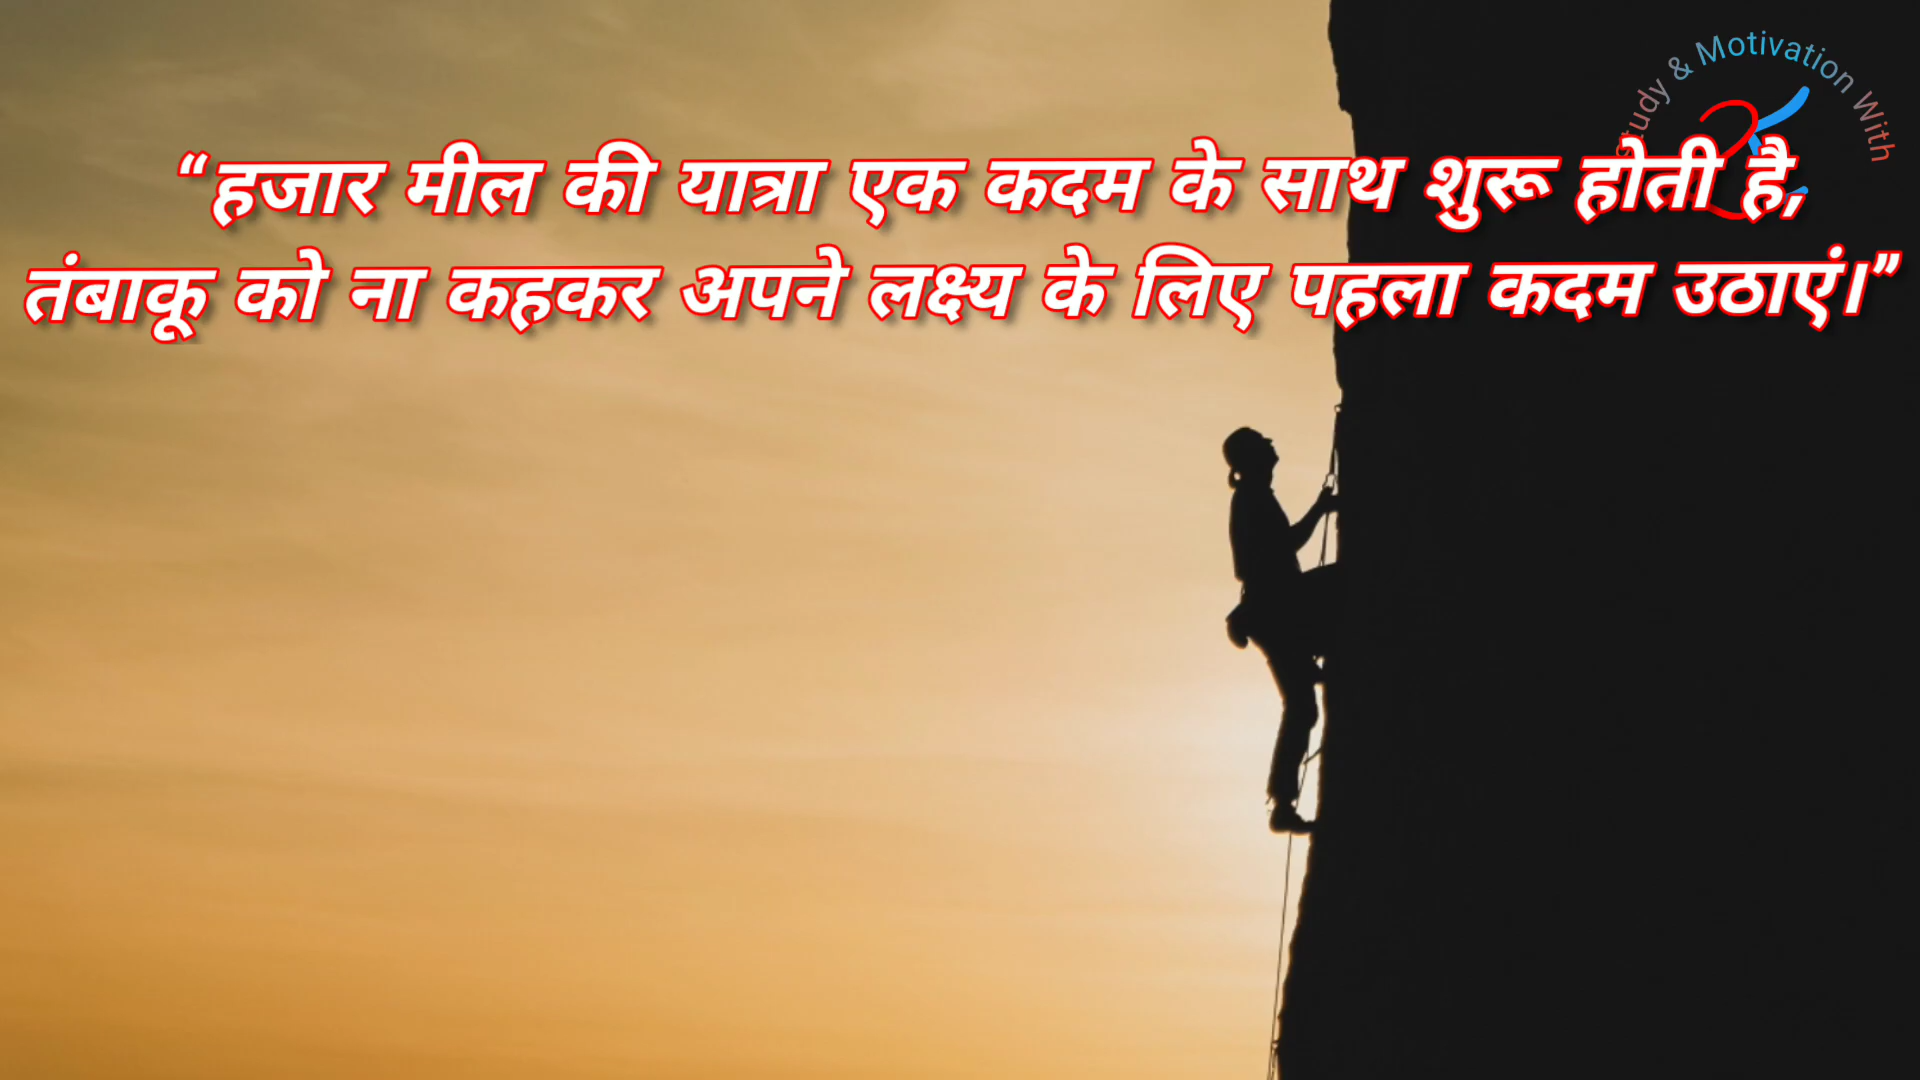 Study & Motivation With
“हजार मील की यात्रा एक कदम के साथ शुरू होती है,
तंबाकू को ना कहकर अपने लक्ष्य के लिए पहला कदम उठाएं।”